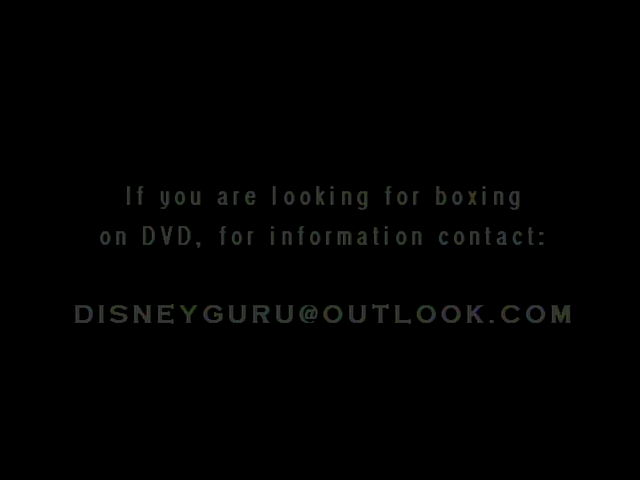 If you are looking for boxing
on DVD, for information contact:
DISNEYGURU@OUTLOOK.COM